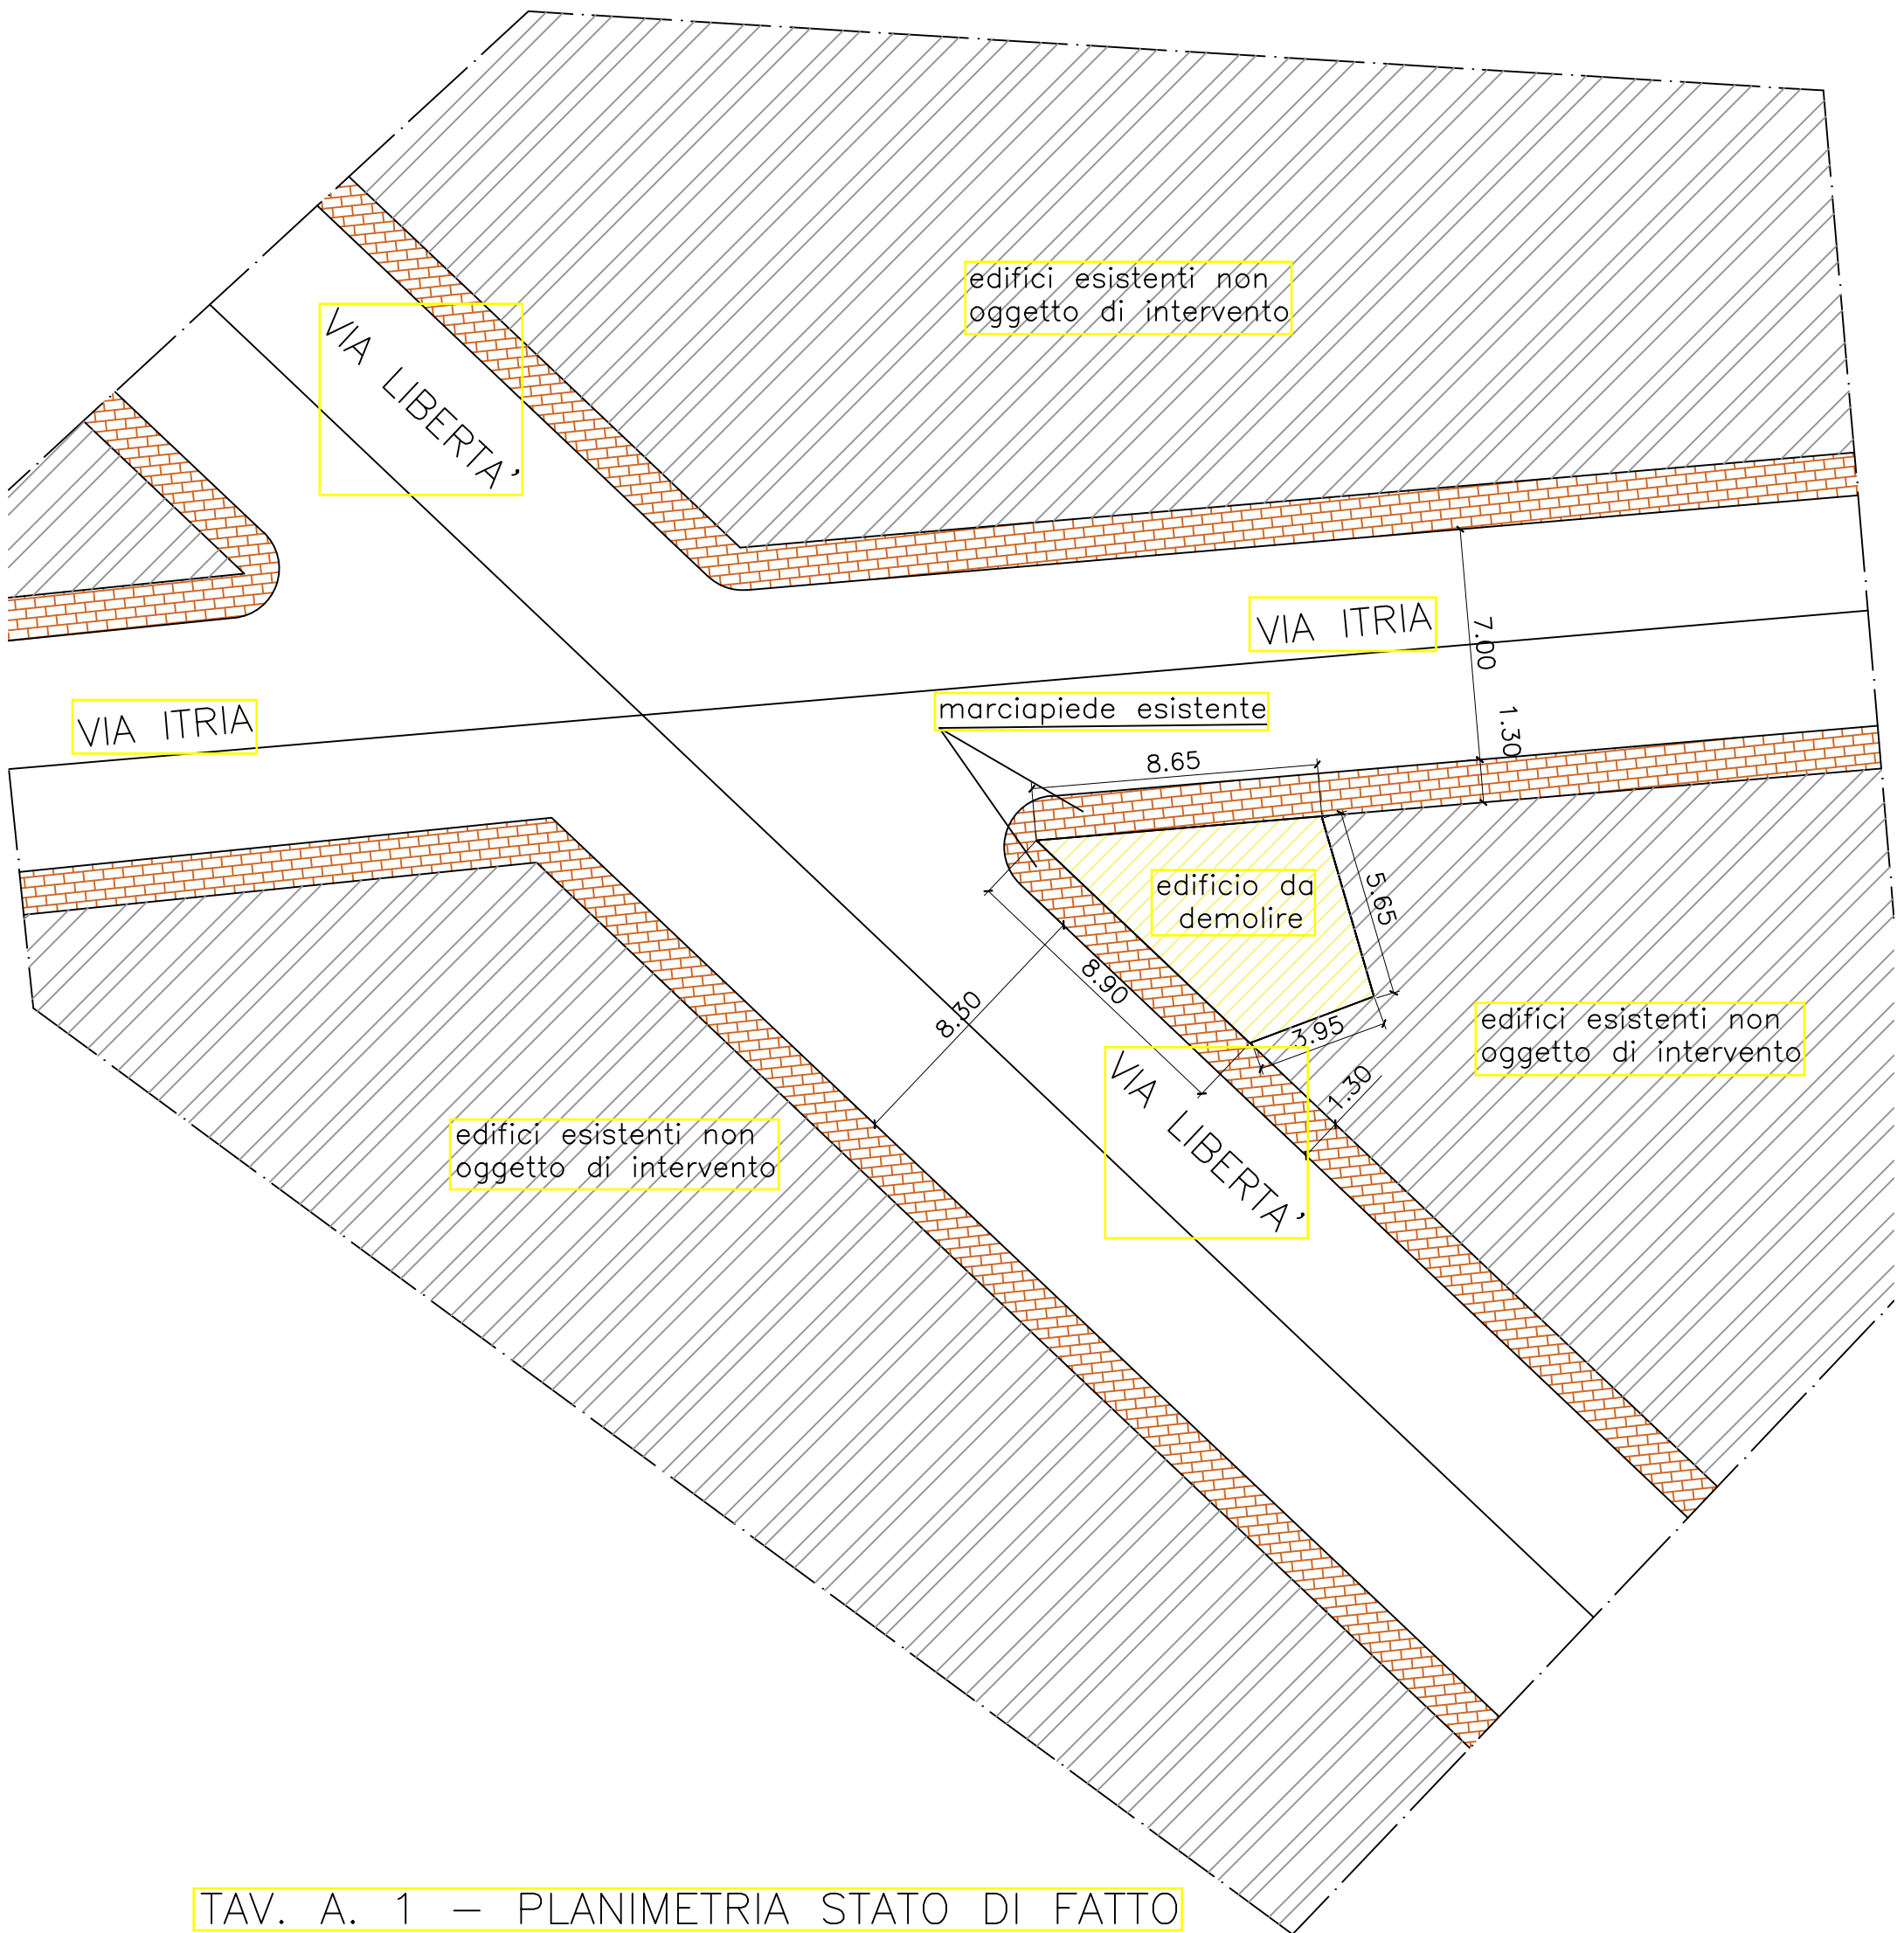 edifici esistenti non
oggetto di intervento
VIA LIBERTA'
VIA ITRIA
7.00
VIA ITRIA
marciapiede esistente
1.30
8.65
edificio da
demolire
5.65
8.90
8.30
3.95
edifici esistenti non
oggetto di intervento
1.30
VIA LIBERTA'
edifici esistenti non
oggetto di intervento
TAV. A. 1 – PLANIMETRIA STATO DI FATTO